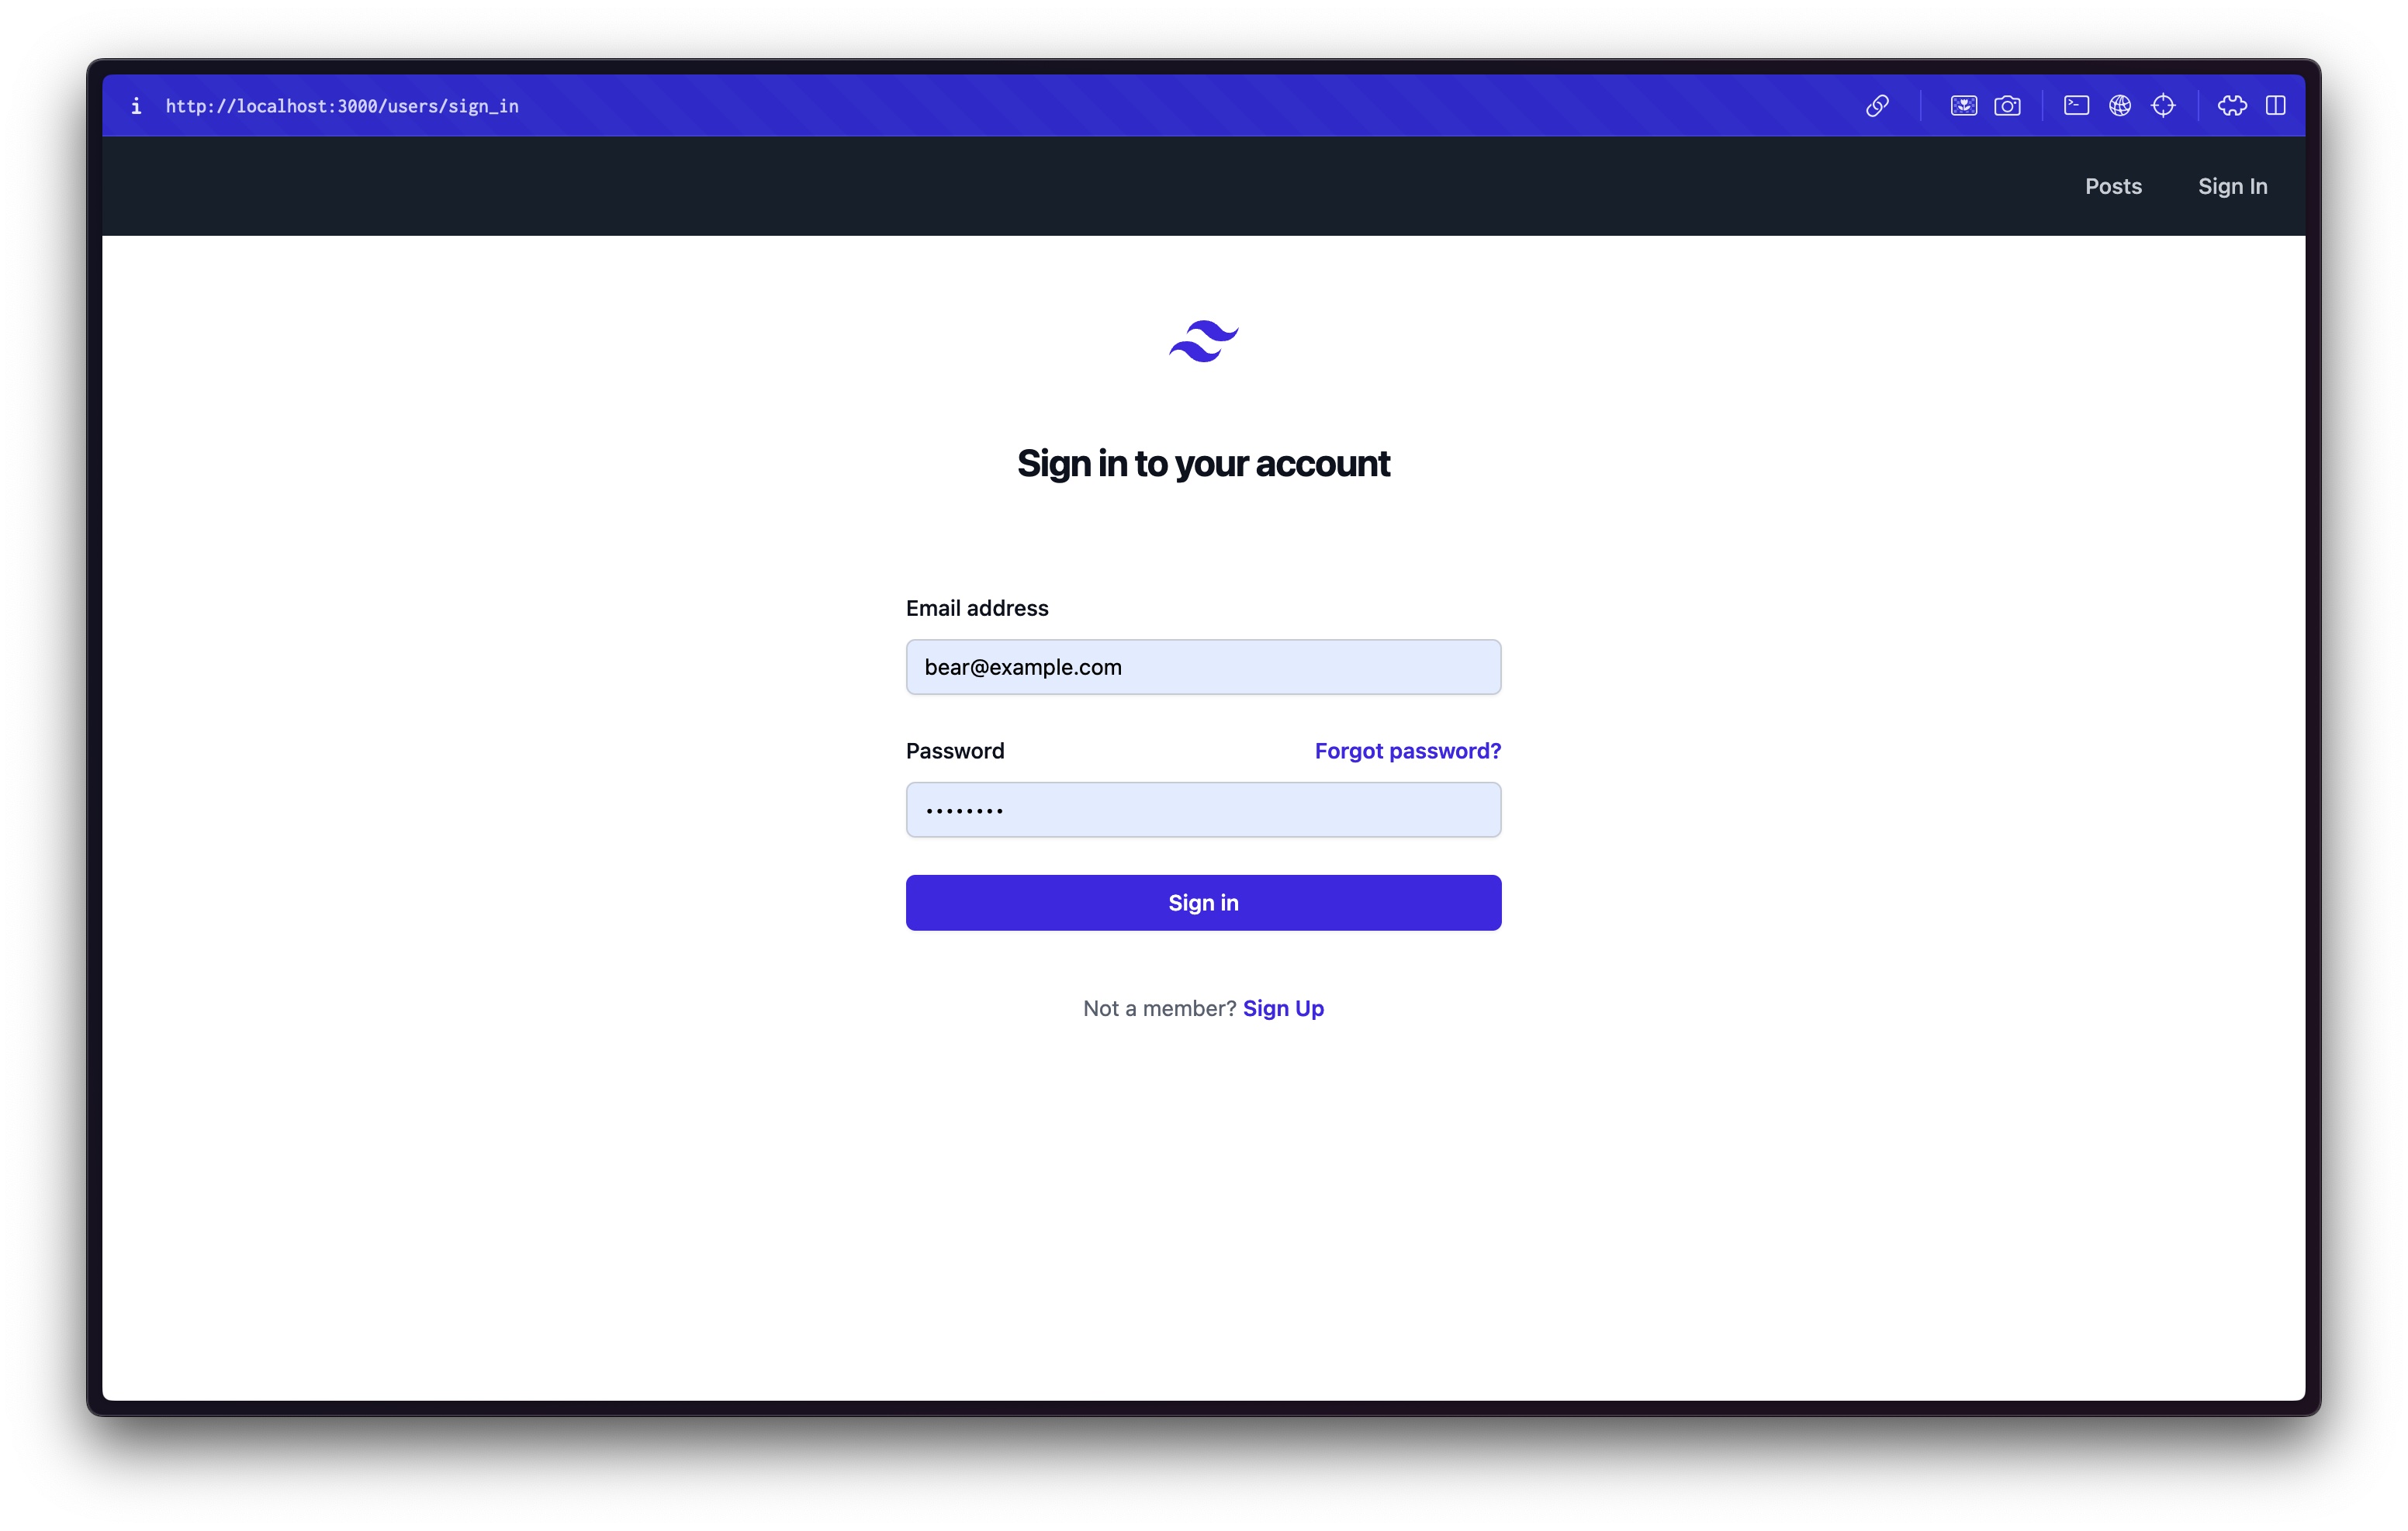 i http://localhost:3000/users/sign_in
Posts Sign In
Sign in to your account
Email address
bear@example.com
Password Forgot password?
••••••••
Sign in
Not a member? Sign Up